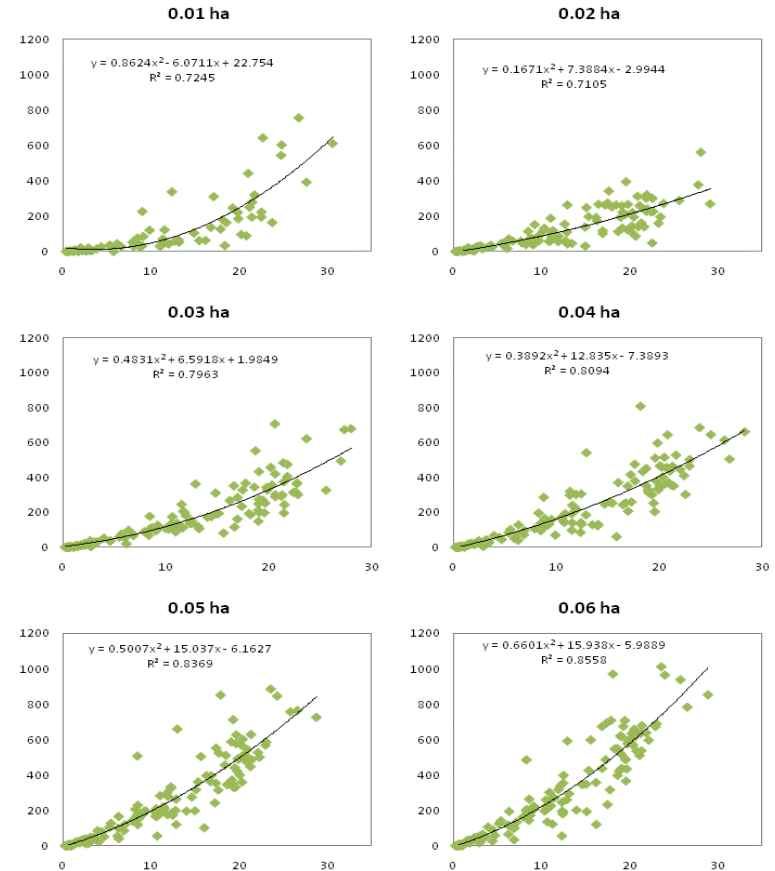 0.01 ha
1200
1000
800
600
400
200
0
0 10 20 30
y = 0.8624x² - 6.0711x + 22.754
R² = 0.7245
0.02 ha
1200
1000
800
600
400
200
0
0 10 20 30
y = 0.1671x² + 7.3884x - 2.9944
R² = 0.7105
0.03 ha
1200
1000
800
600
400
200
0
0 10 20 30
y = 0.4831x² + 6.5918x + 1.9849
R² = 0.7963
0.04 ha
1200
1000
800
600
400
200
0
0 10 20 30
y = 0.3892x² + 12.835x - 7.3893
R² = 0.8094
0.05 ha
1200
1000
800
600
400
200
0
0 10 20 30
y = 0.5007x² + 15.037x - 6.1627
R² = 0.8369
0.06 ha
1200
1000
800
600
400
200
0
0 10 20 30
y = 0.6601x² + 15.938x - 5.9889
R² = 0.8558